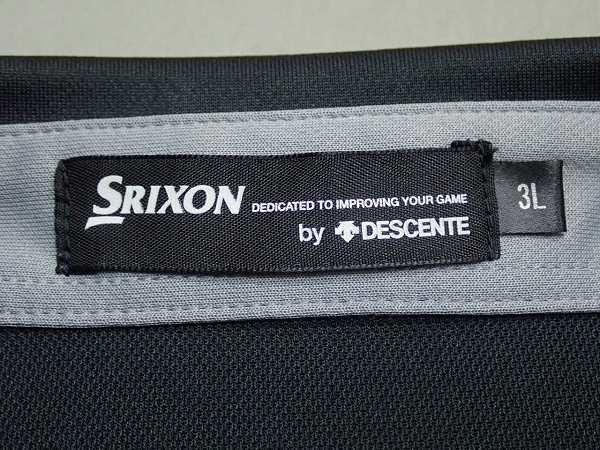 SRIXON DEDICATED TO IMPROVING YOUR GAME
by DESCENTE
3L